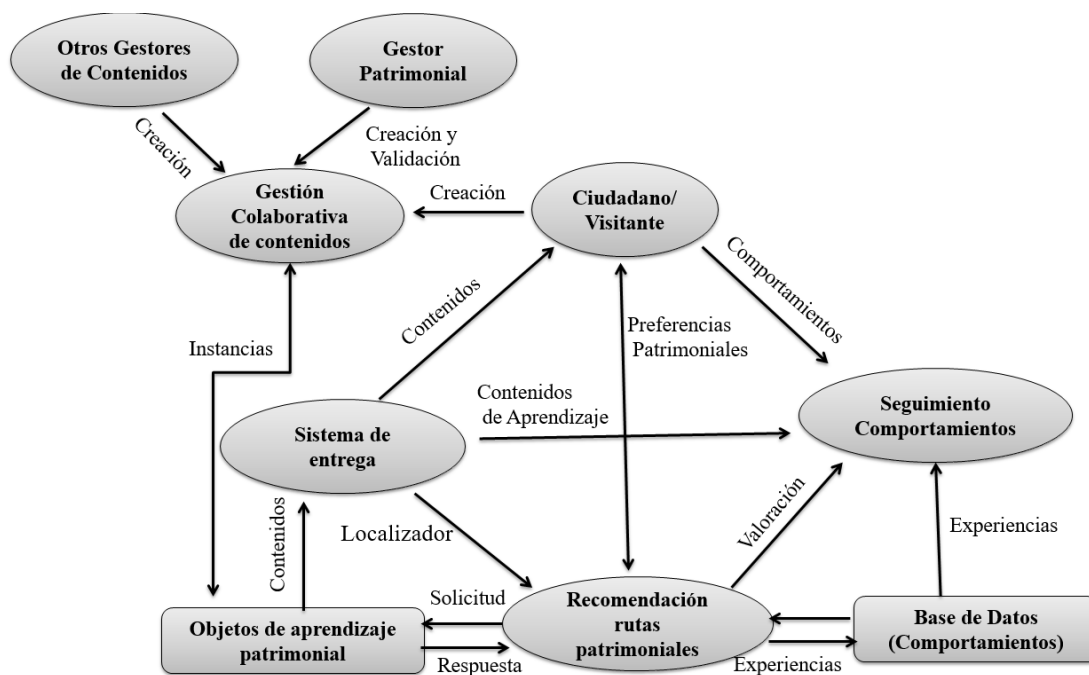 Otros Gestores
de Contenidos
Gestor
Patrimonial
Creación
Creación y
Validación
Gestión
Colaborativa
de contenidos
Creación
Ciudadano/
Visitante
Comportamientos
Contenidos
Instancias
Preferencias
Patrimoniales
Contenidos
de Aprendizaje
Seguimiento
Comportamientos
Sistema de
entrega
Contenidos
Localizador
Valoración
Experiencias
Solicitud
Objetos de aprendizaje
patrimonial
Respuesta
Recomendación
rutas
patrimoniales
Experiencias
Base de Datos
(Comportamientos)